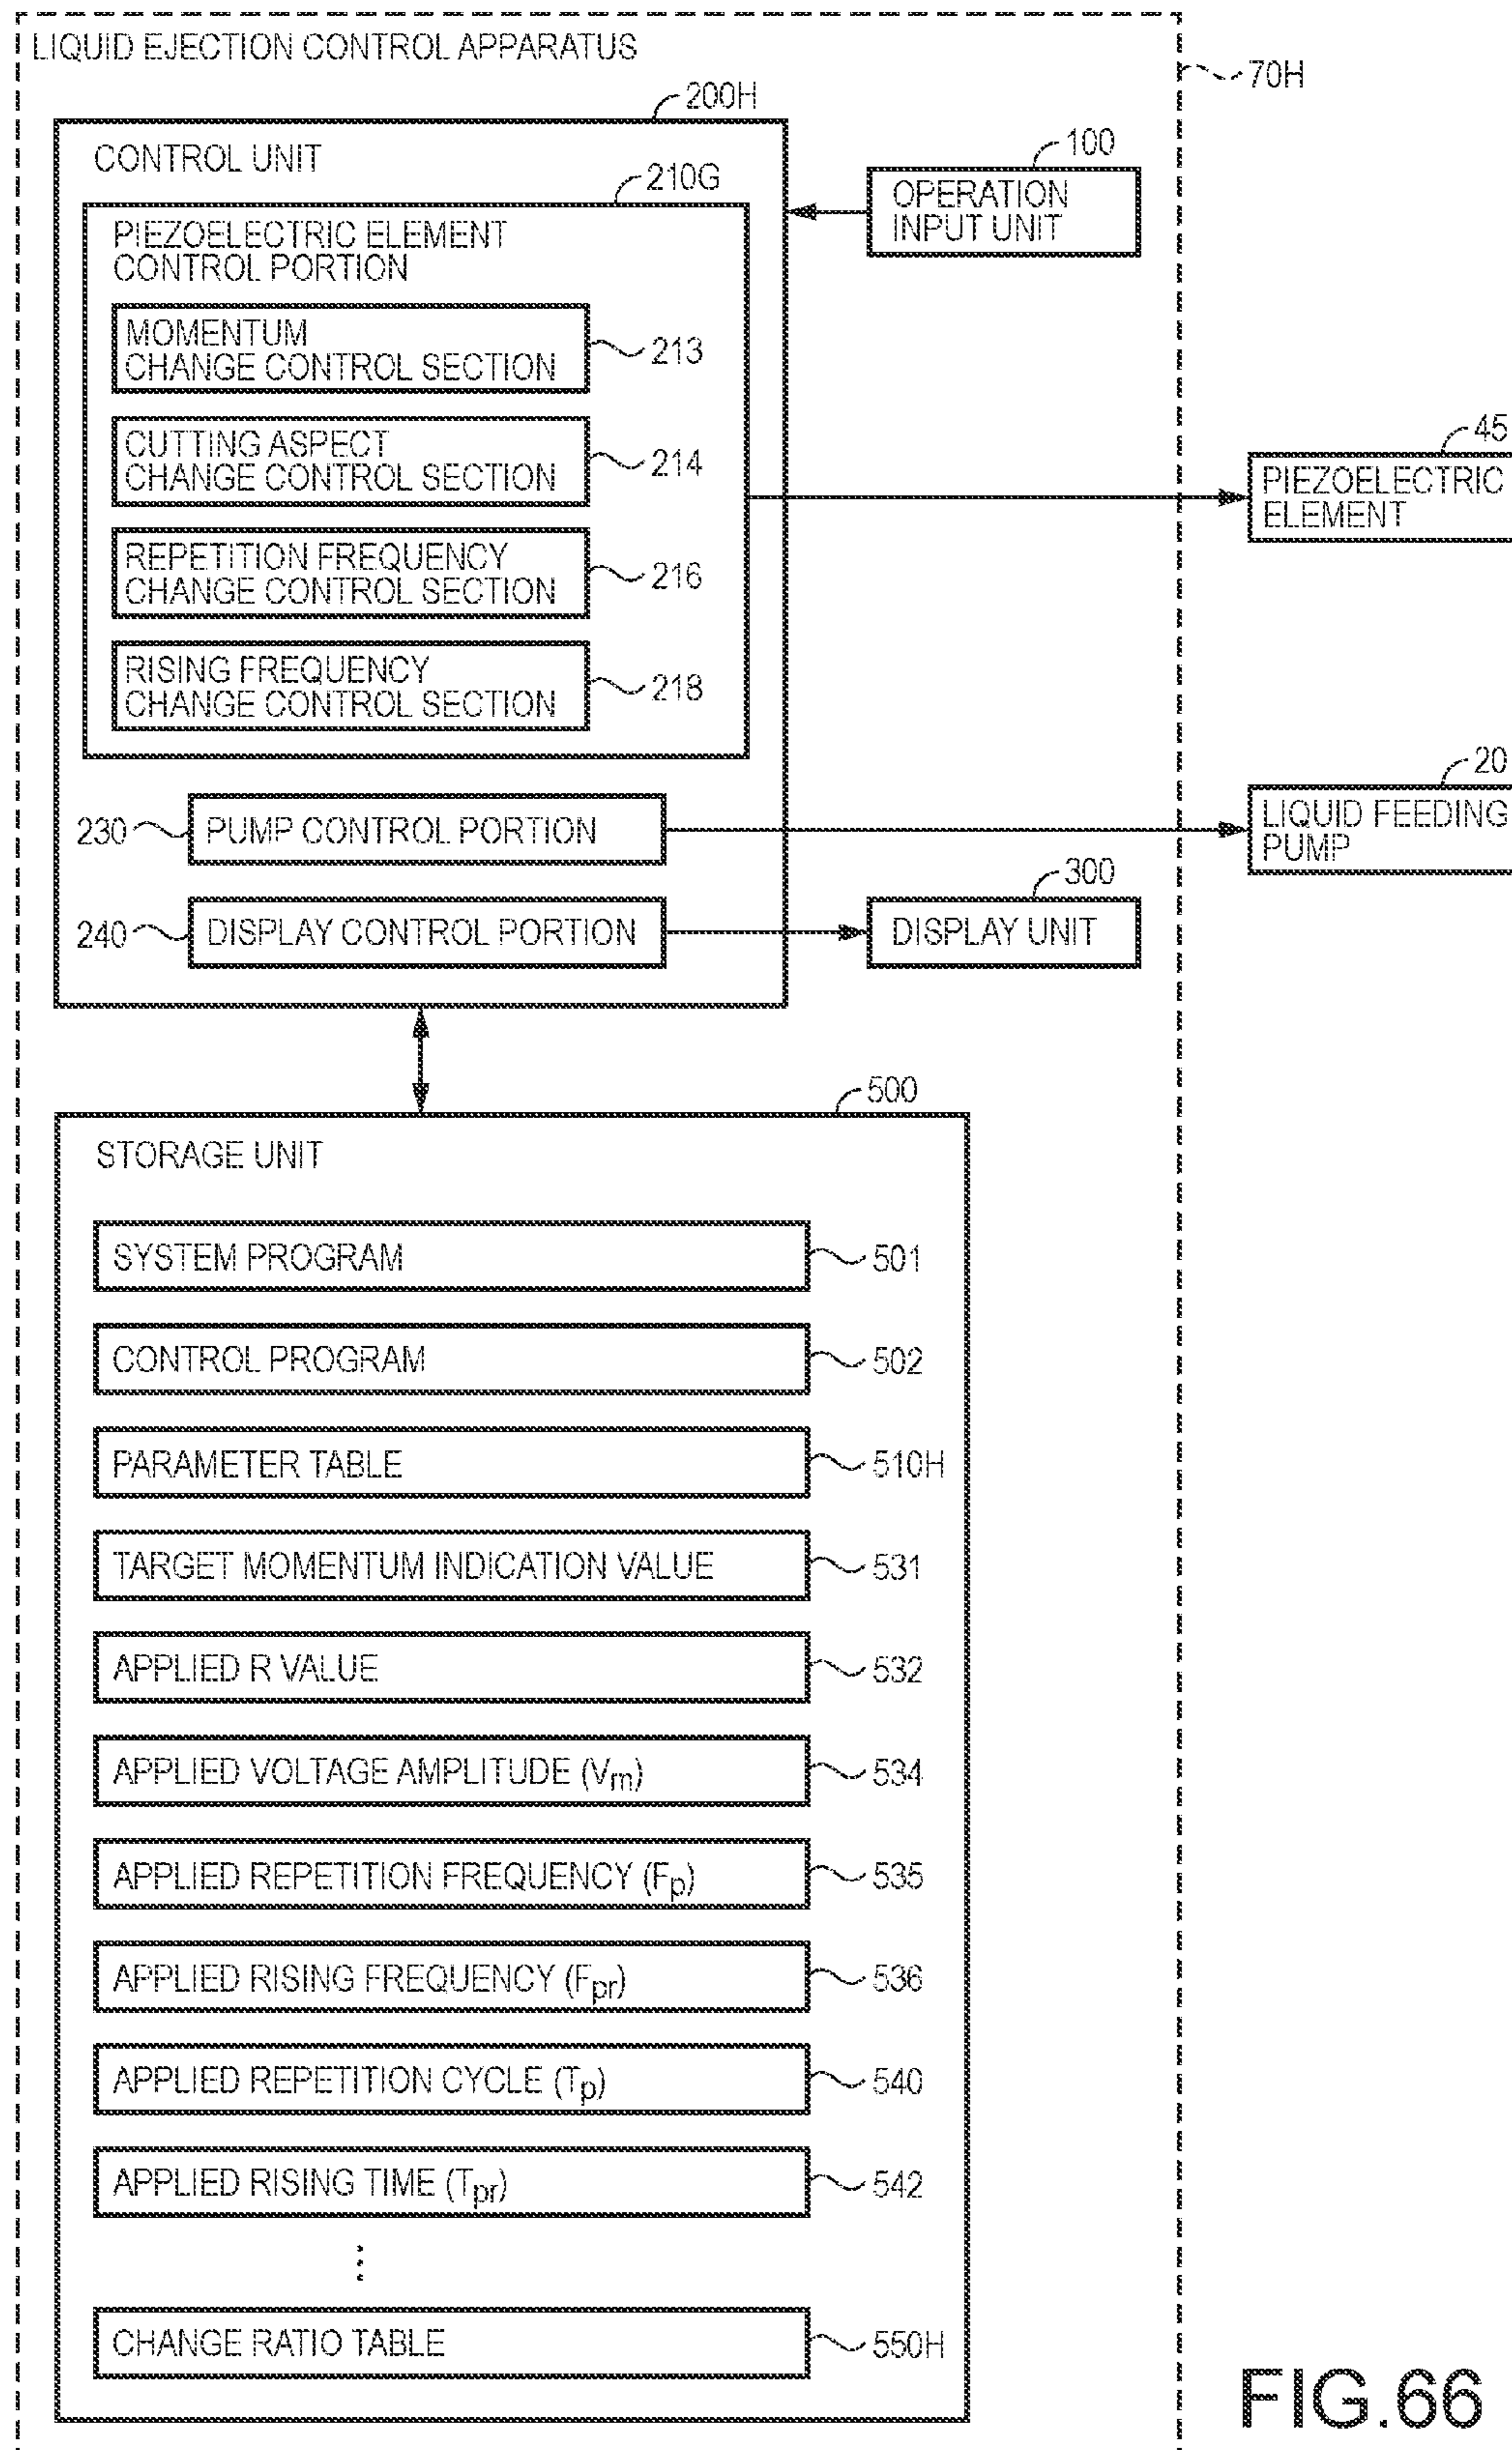 LIQUID EJECTION CONTROL APPARATUS
70H
200H
CONTROL UNIT
100
OPERATION
INPUT UNIT
210G
PIEZOELECTRIC ELEMENT
CONTROL PORTION
MOMENTUM
CHANGE CONTROL SECTION
213
CUTTING ASPECT
CHANGE CONTROL SECTION
214
REPETITION FREQUENCY
CHANGE CONTROL SECTION
216
RISING FREQUENCY
CHANGE CONTROL SECTION
218
45
PIEZOELECTRIC
ELEMENT
230
PUMP CONTROL PORTION
20
LIQUID FEEDING
PUMP
240
DISPLAY CONTROL PORTION
300
DISPLAY UNIT
500
STORAGE UNIT
SYSTEM PROGRAM
501
CONTROL PROGRAM
502
PARAMETER TABLE
510H
TARGET MOMENTUM INDICATION VALUE
531
APPLIED R VALUE
532
APPLIED VOLTAGE AMPLITUDE (Vm)
534
APPLIED REPETITION FREQUENCY (Fp)
535
APPLIED RISING FREQUENCY (Fpr)
536
APPLIED REPETITION CYCLE (Tp)
540
APPLIED RISING TIME (Tpr)
542
⋮
CHANGE RATIO TABLE
550H
FIG.66